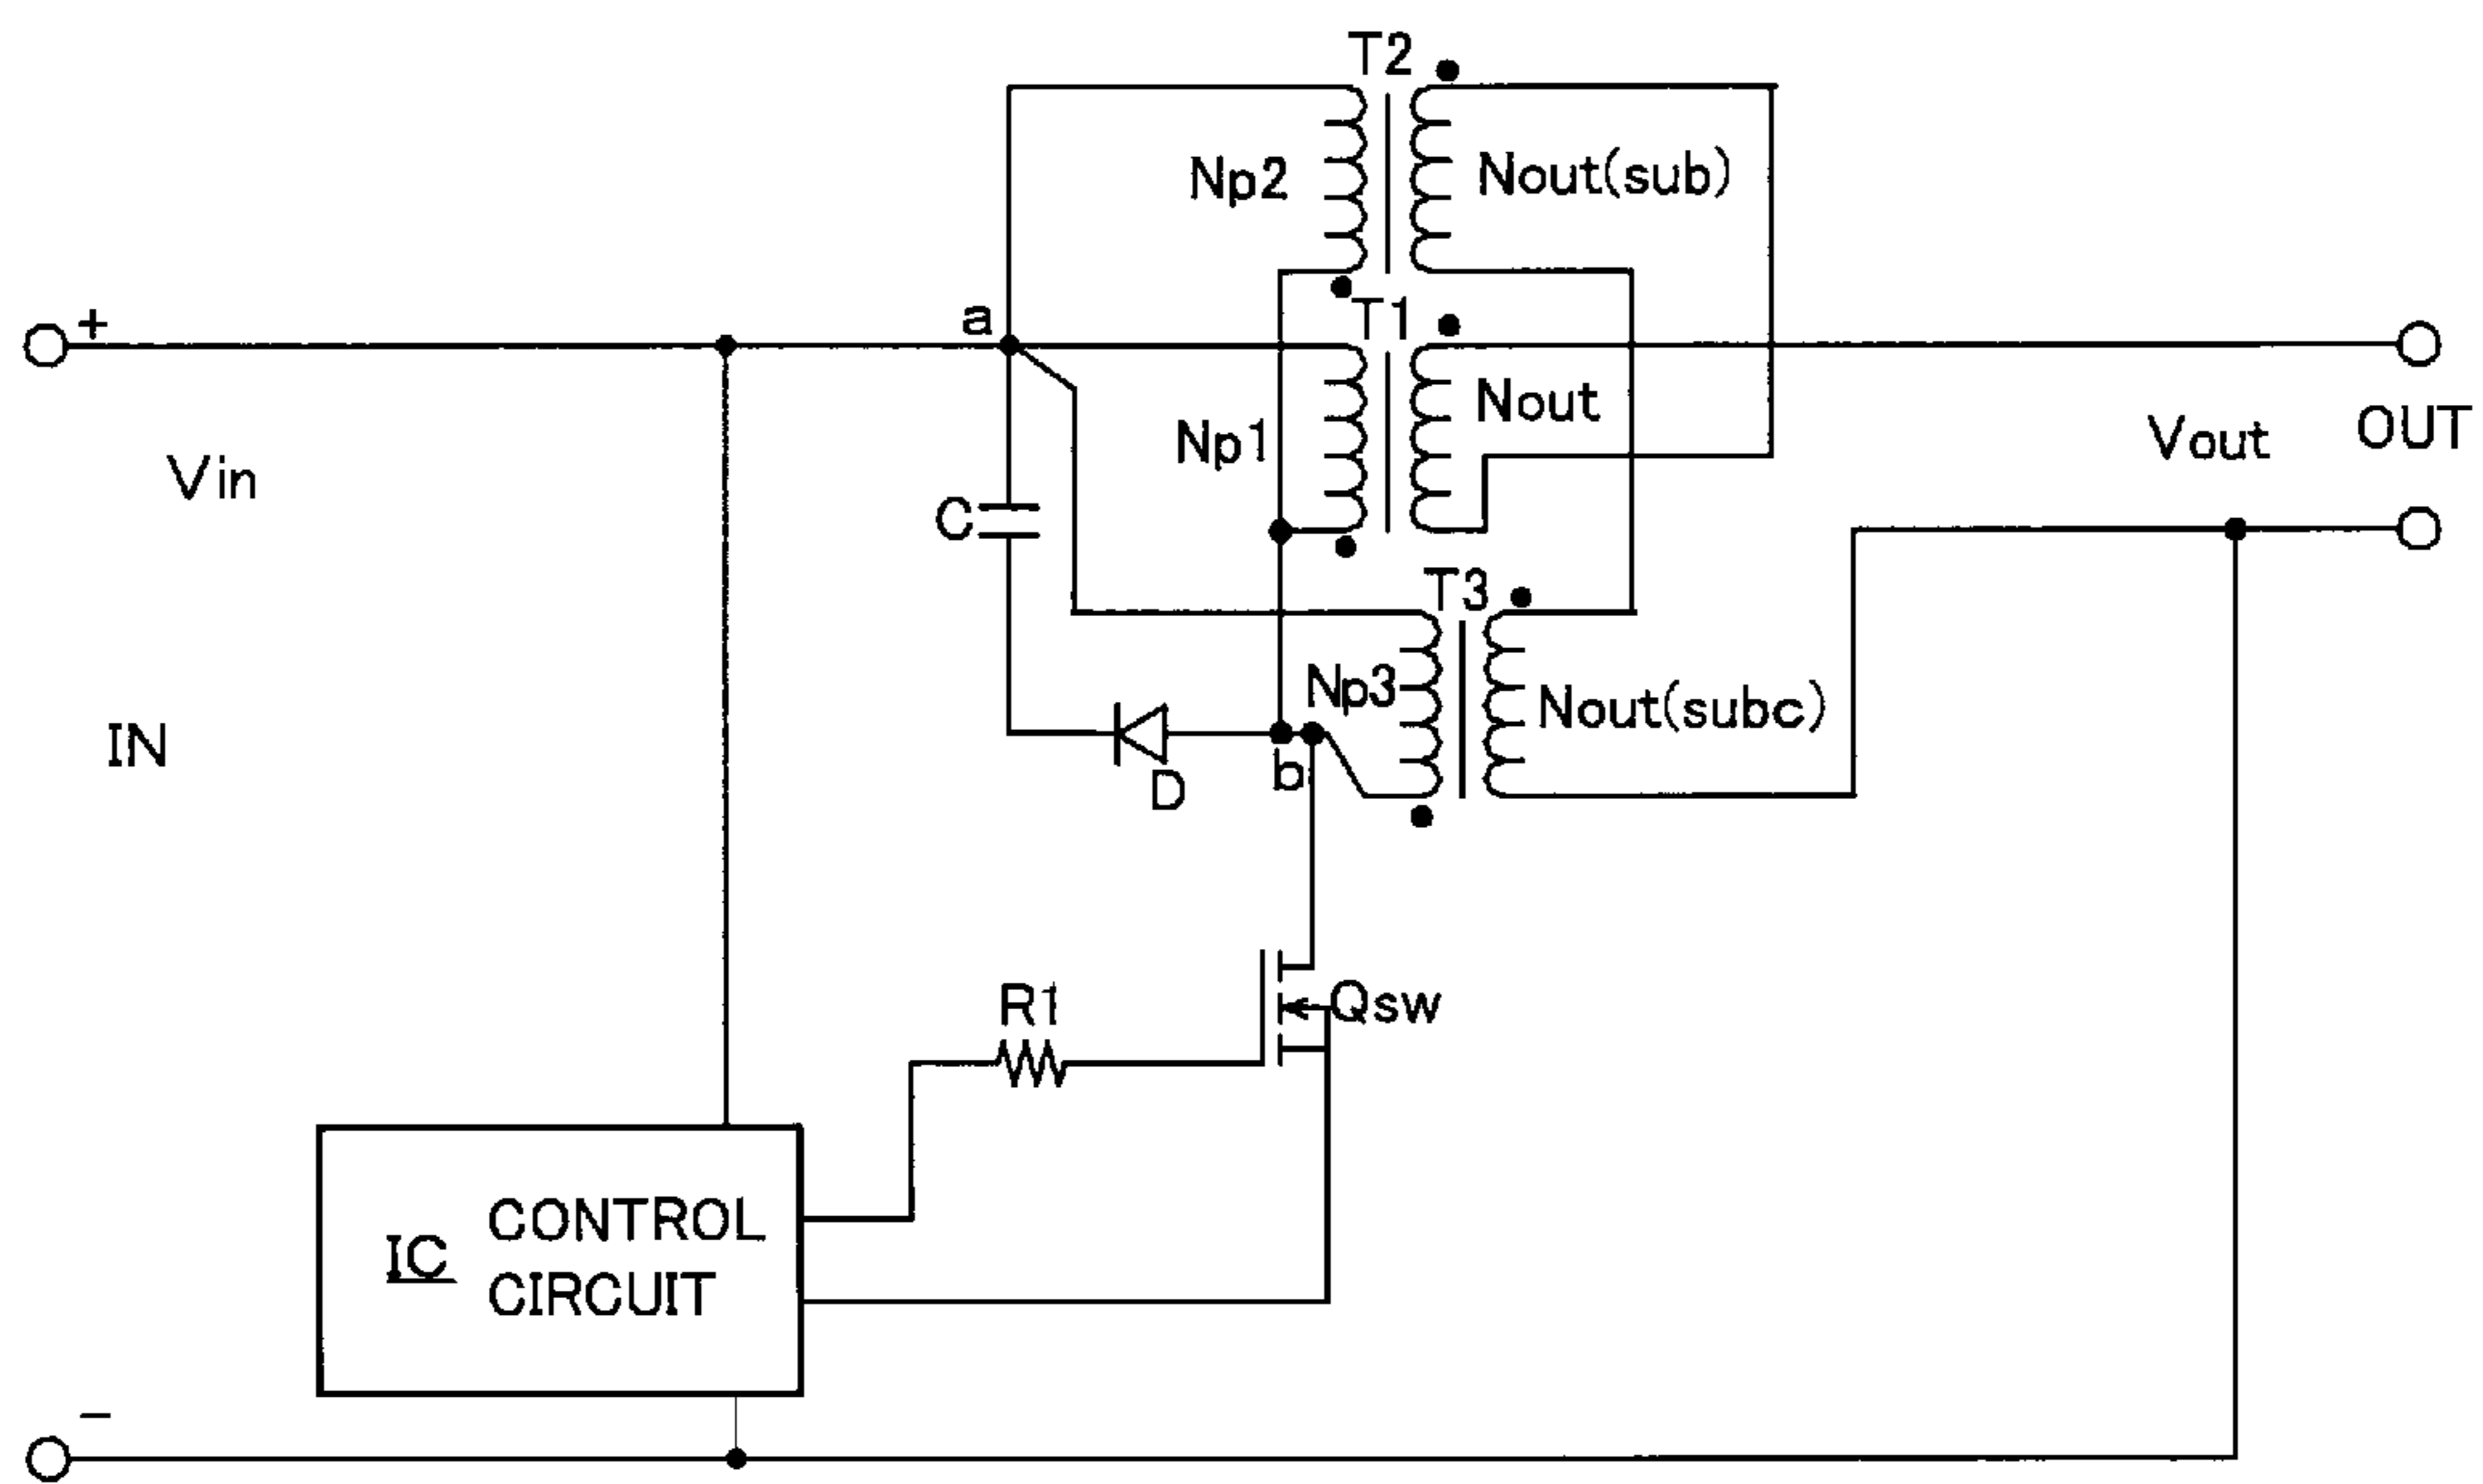 T2
Np2
Nout(sub)
+
a
T1
Vin
Np1
Nout
Vout
OUT
C
T3
IN
Np3
Nout(subc)
b
D
R1
Qsw
IC
CONTROL
CIRCUIT
−